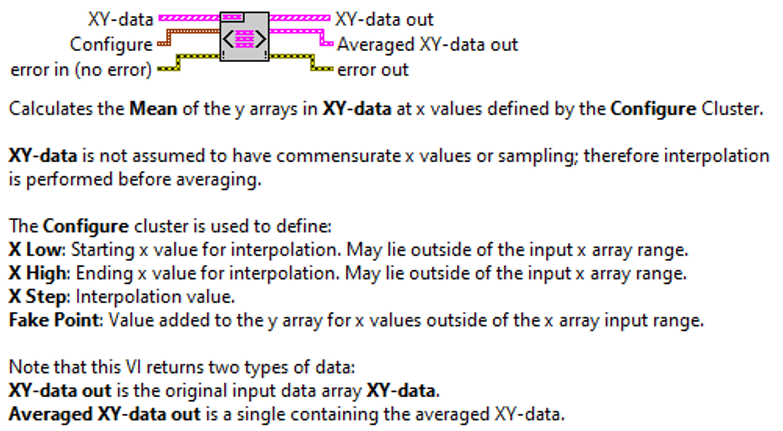 XY-data XY-data out
Configure Averaged XY-data out
error in (no error) error out
Calculates the Mean of the y arrays in XY-data at x values defined by the Configure Cluster.
XY-data is not assumed to have commensurate x values or sampling; therefore interpolation
is performed before averaging.
The Configure cluster is used to define:
X Low: Starting x value for interpolation. May lie outside of the input x array range.
X High: Ending x value for interpolation. May lie outside of the input x array range.
X Step: Interpolation value.
Fake Point: Value added to the y array for x values outside of the x array input range.
Note that this VI returns two types of data:
XY-data out is the original input data array XY-data.
Averaged XY-data out is a single containing the averaged XY-data.